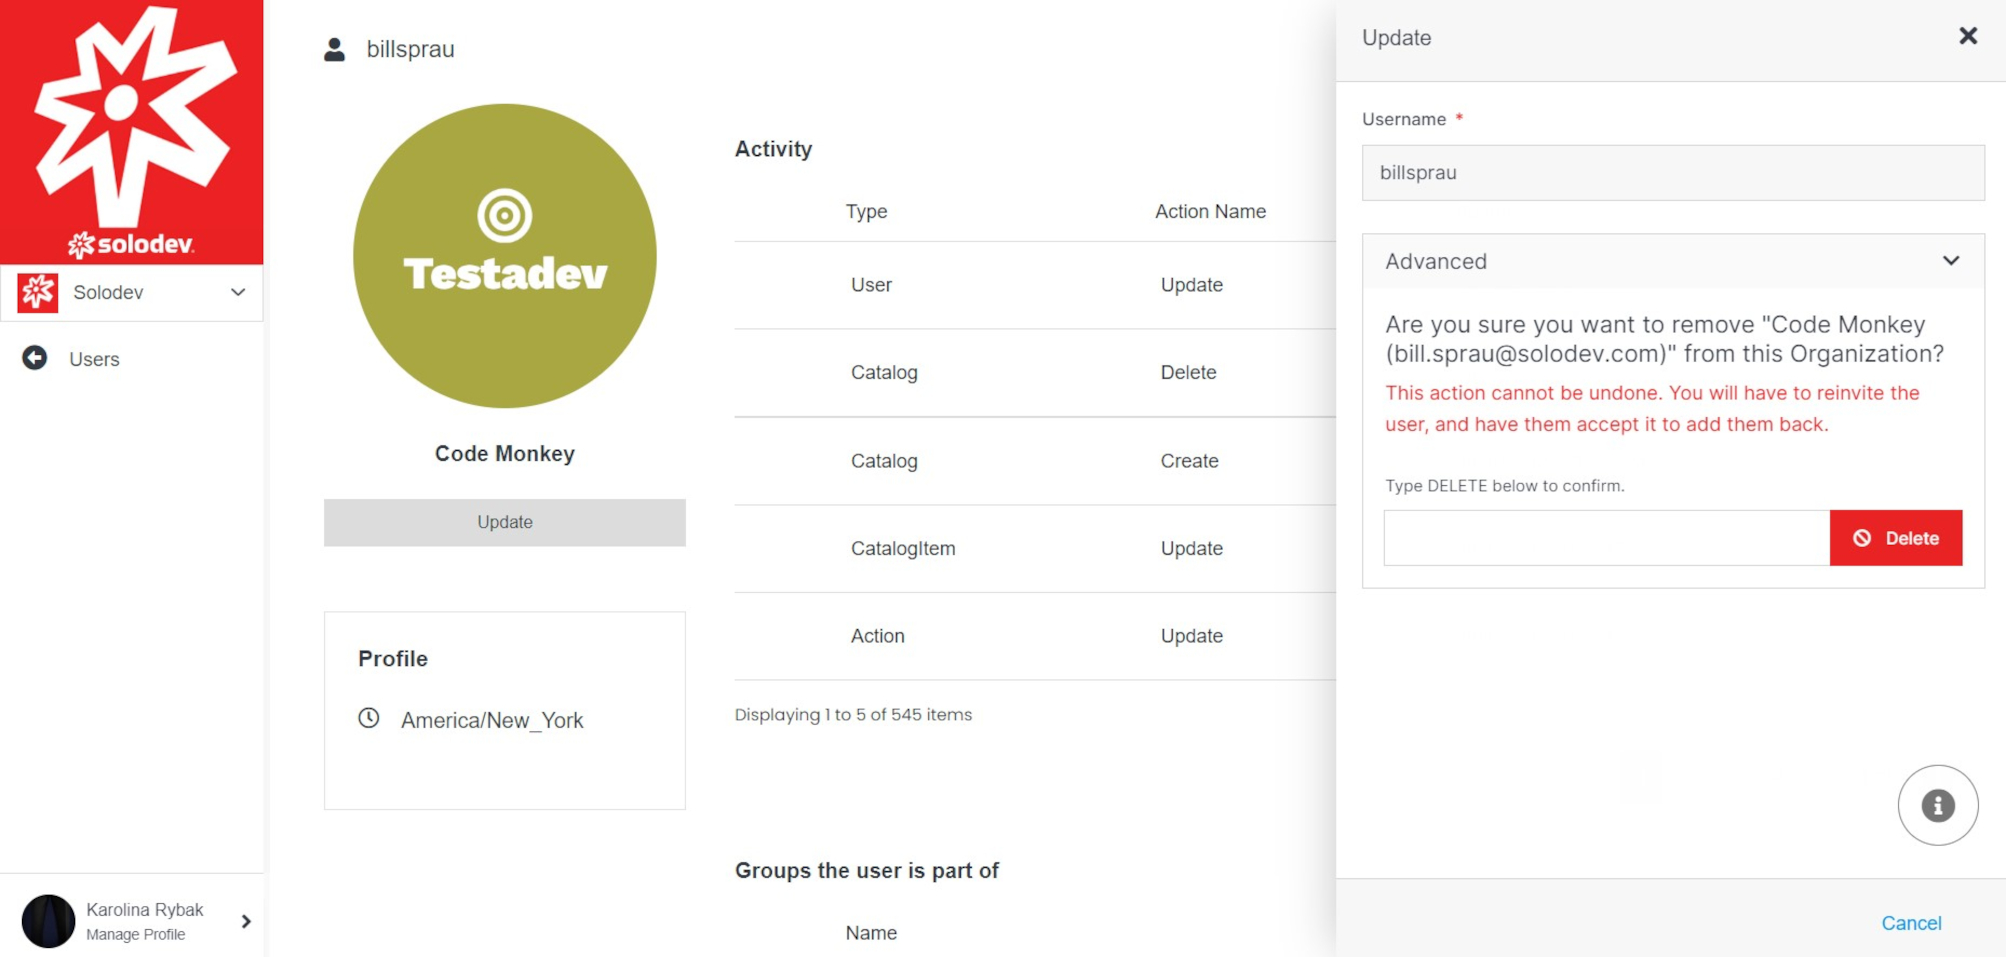 solodev
Solodev
Users
Karolina Rybak
Manage Profile
billsprau
Testadev
Code Monkey
Update
Profile
America/New_York
Activity
Type Action Name
User Update
Catalog Delete
Catalog Create
CatalogItem Update
Action Update
Displaying 1 to 5 of 545 items
Groups the user is part of
Name
Update
Username *
billsprau
Advanced
Are you sure you want to remove "Code Monkey
(bill.sprau@solodev.com)" from this Organization?
This action cannot be undone. You will have to reinvite the
user, and have them accept it to add them back.
Type DELETE below to confirm.
Delete
Cancel